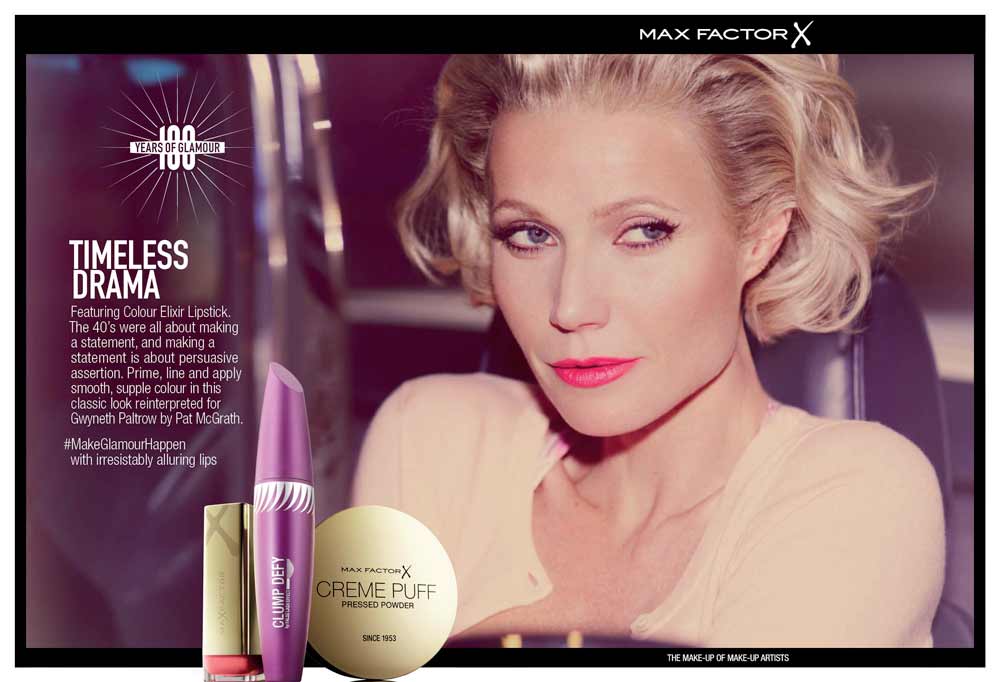 MAX FACTOR X
100
YEARS OF GLAMOUR
TIMELESS
DRAMA
Featuring Colour Elixir Lipstick.
The 40's were all about making
a statement, and making a
statement is about persuasive
assertion. Prime, line and apply
smooth, supple colour in this
classic look reinterpreted for
Gwyneth Paltrow by Pat McGrath.
#MakeGlamourHappen
with irresistably alluring lips
MAX FACTOR
CLUMP DEFY
MAX FACTOR X
CREME PUFF
PRESSED POWDER
SINCE 1953
THE MAKE-UP OF MAKE-UP ARTISTS